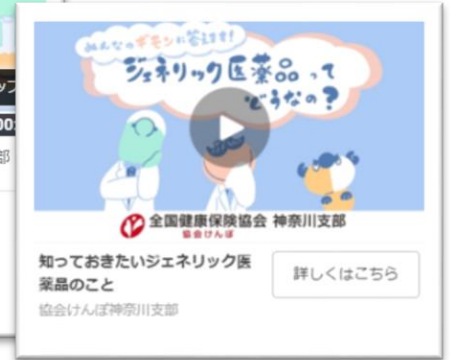 みんなのギモンに答えます!
ジェネリック医薬品って
どうなの?
全国健康保険協会 神奈川支部
協会けんぽ
知っておきたいジェネリック医
薬品のこと
協会けんぽ神奈川支部
詳しくはこちら
ップ
00:
部